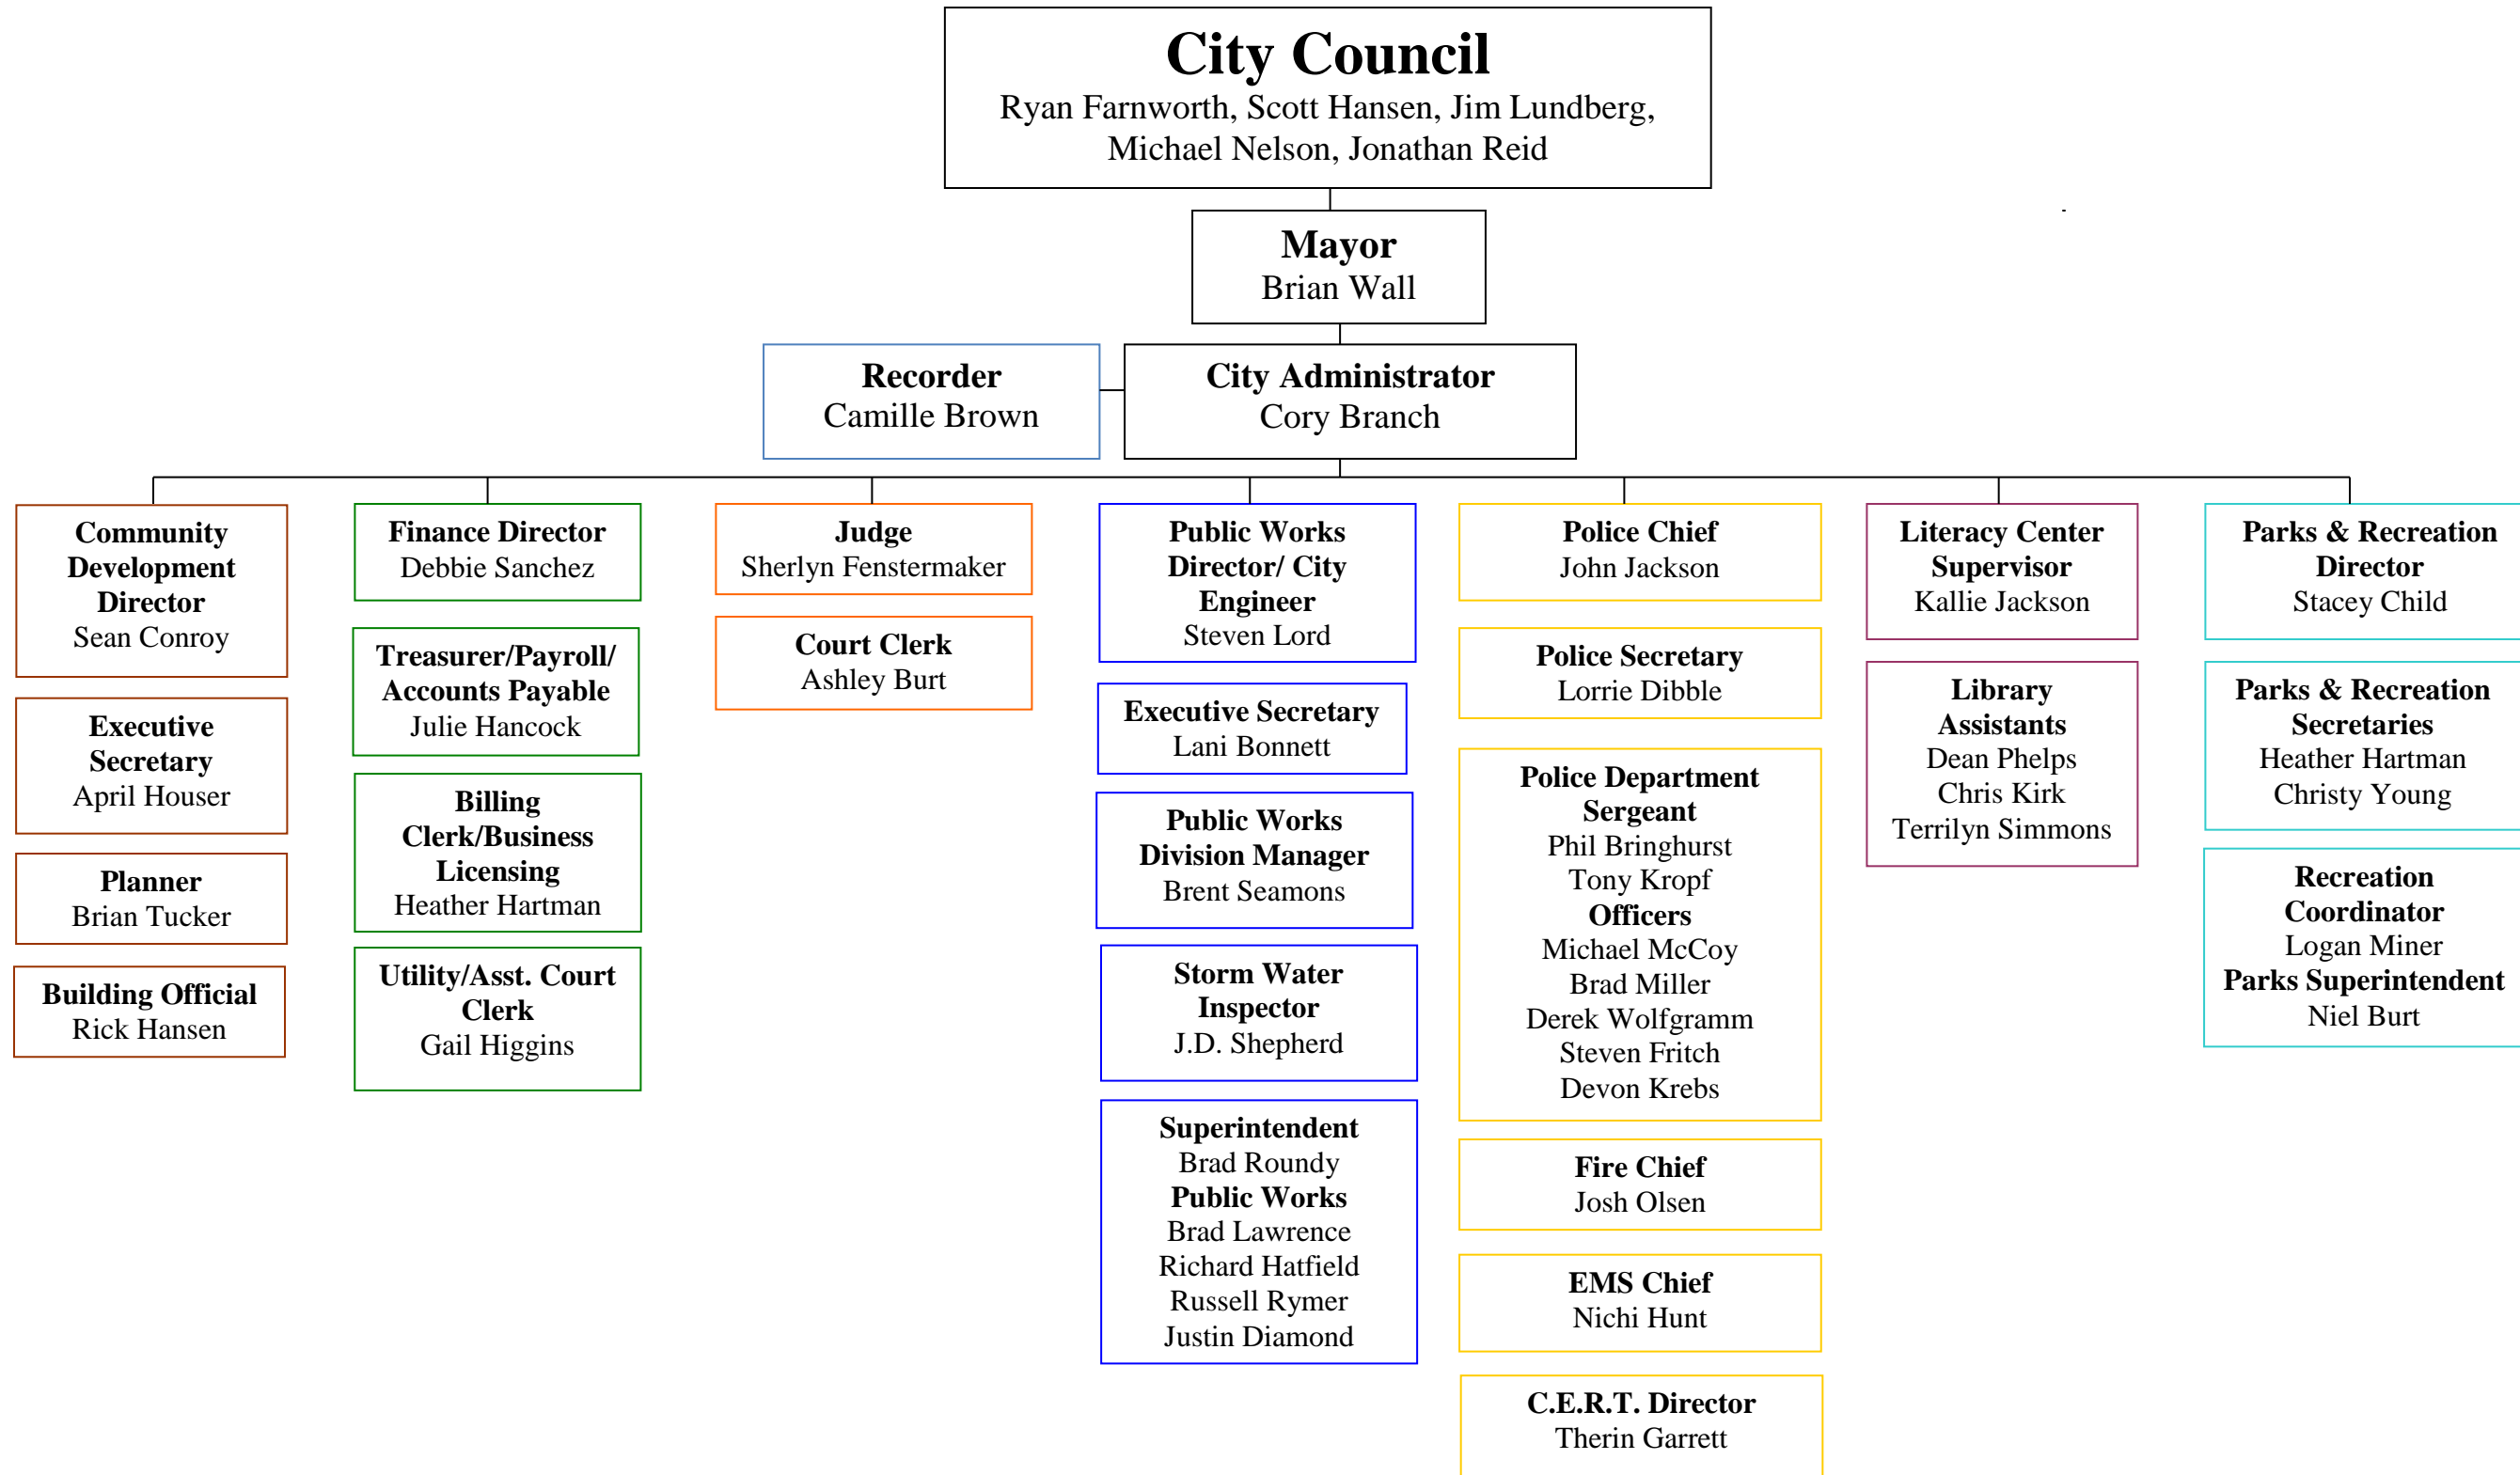 City Council
Ryan Farnworth, Scott Hansen, Jim Lundberg,
Michael Nelson, Jonathan Reid
Mayor
Brian Wall
Recorder
Camille Brown
City Administrator
Cory Branch
Community
Development
Director
Sean Conroy
Executive
Secretary
April Houser
Planner
Brian Tucker
Building Official
Rick Hansen
Finance Director
Debbie Sanchez
Treasurer/Payroll/
Accounts Payable
Julie Hancock
Billing
Clerk/Business
Licensing
Heather Hartman
Utility/Asst. Court
Clerk
Gail Higgins
Judge
Sherlyn Fenstermaker
Court Clerk
Ashley Burt
Public Works
Director/ City
Engineer
Steven Lord
Executive Secretary
Lani Bonnett
Public Works
Division Manager
Brent Seamons
Storm Water
Inspector
J.D. Shepherd
Superintendent
Brad Roundy
Public Works
Brad Lawrence
Richard Hatfield
Russell Rymer
Justin Diamond
Police Chief
John Jackson
Police Secretary
Lorrie Dibble
Police Department
Sergeant
Phil Bringhurst
Tony Kropf
Officers
Michael McCoy
Brad Miller
Derek Wolfgramm
Steven Fritch
Devon Krebs
Fire Chief
Josh Olsen
EMS Chief
Nichi Hunt
C.E.R.T. Director
Therin Garrett
Literacy Center
Supervisor
Kallie Jackson
Library
Assistants
Dean Phelps
Chris Kirk
Terrilyn Simmons
Parks & Recreation
Director
Stacey Child
Parks & Recreation
Secretaries
Heather Hartman
Christy Young
Recreation
Coordinator
Logan Miner
Parks Superintendent
Niel Burt